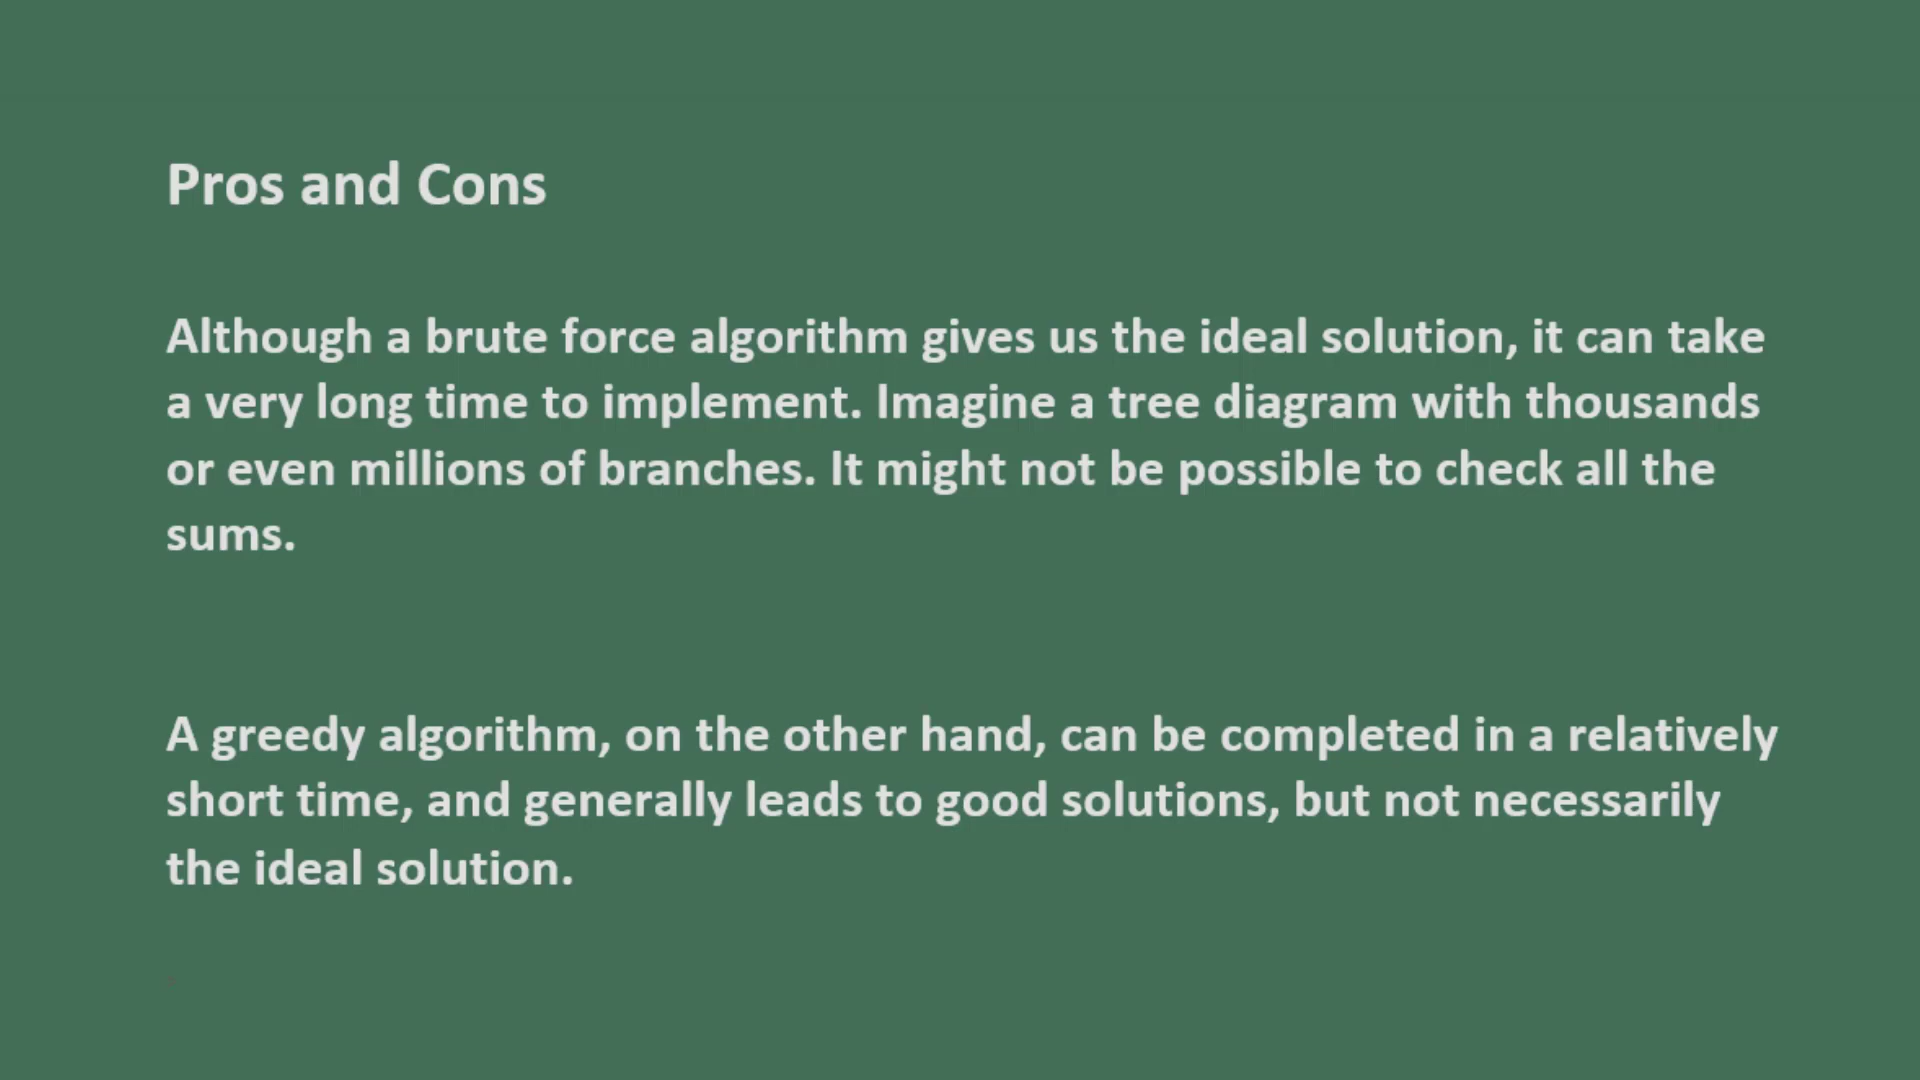 Pros and Cons
Although a brute force algorithm gives us the ideal solution, it can take
a very long time to implement. Imagine a tree diagram with thousands
or even millions of branches. It might not be possible to check all the
sums.
A greedy algorithm, on the other hand, can be completed in a relatively
short time, and generally leads to good solutions, but not necessarily
the ideal solution.